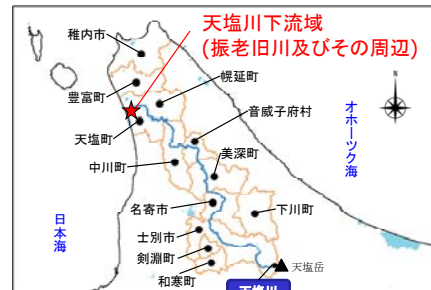 天塩川下流域
(振老旧川及びその周辺)
稚内市
豊富町
幌延町
音威子府村
天塩町
中川町
美深町
オホーツク海
N
日本海
名寄市
下川町
士別市
剣淵町
和寒町
天塩岳
天塩川